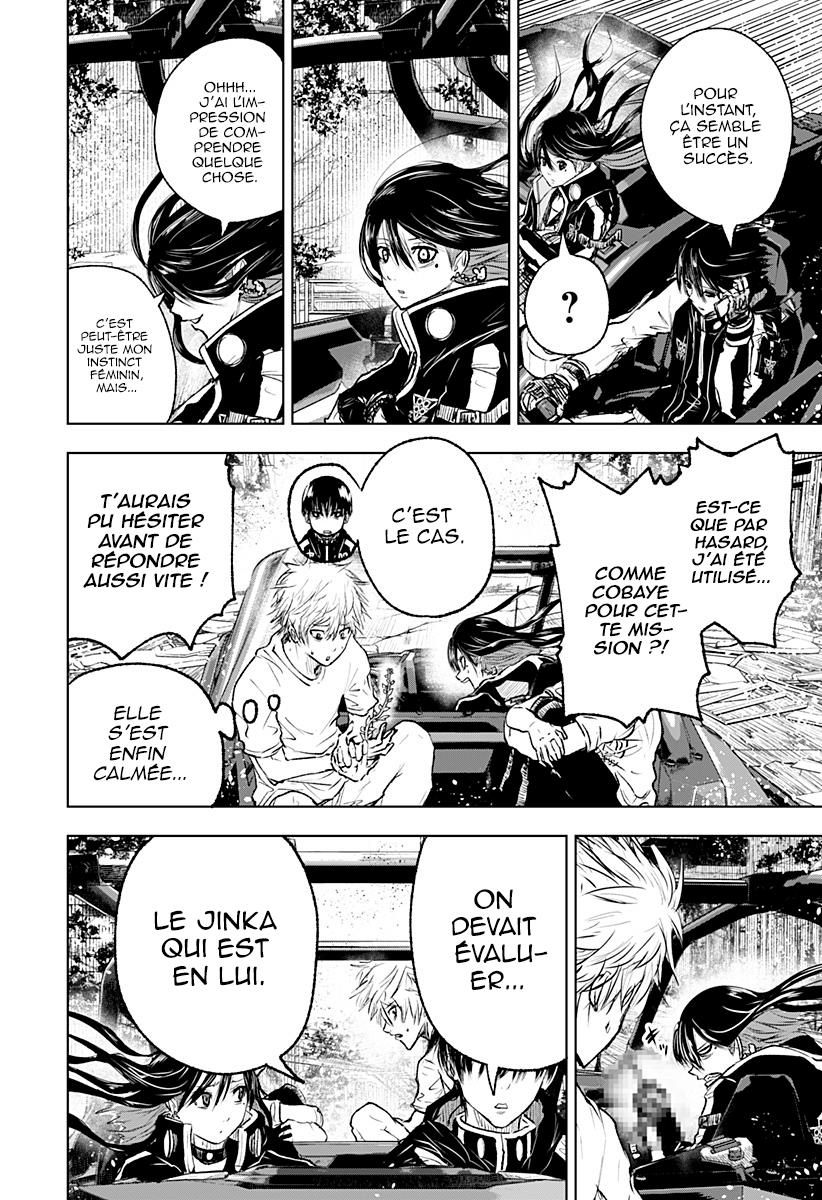 POUR
L'INSTANT,
ÇA SEMBLE
ÊTRE UN
SUCCÈS.
?
OHHH...
J'AI L'IM-
PRESSION
DE COM-
PRENDRE
QUELQUE
CHOSE.
C'EST
PEUT-ÊTRE
JUSTE MON
INSTINCT
FÉMININ,
MAIS...
EST-CE
QUE PAR
HASARD,
J'AI ÉTÉ
UTILISÉ...
COMME
COBAYE
POUR CET-
TE MIS-
SION ?!
C'EST
LE CAS.
T'AURAIS
PU HÉSITER
AVANT DE
RÉPONDRE
AUSSI VITE !
ELLE
S'EST
ENFIN
CALMÉE...
ON
DEVAIT
ÉVALU-
ER...
LE JINKA
QUI EST
EN LUI.